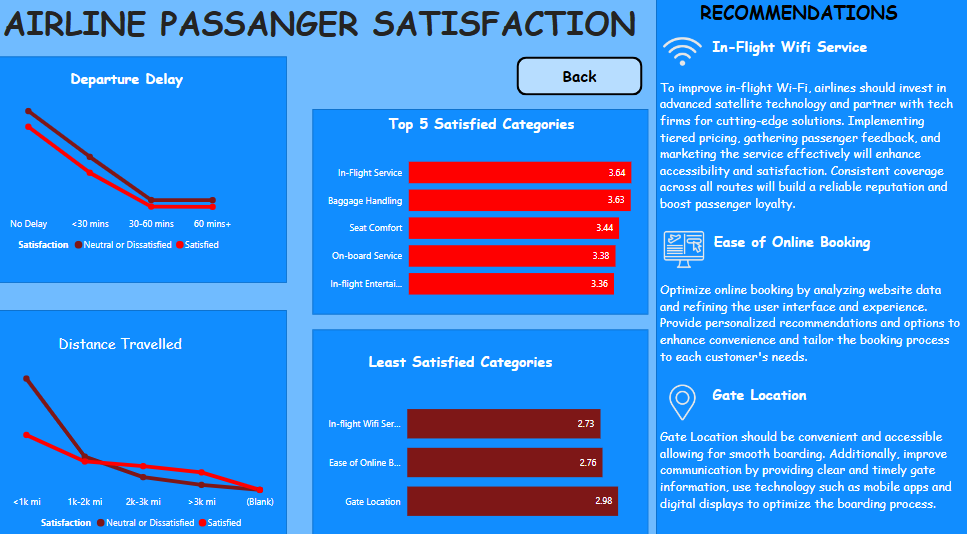 AIRLINE PASSANGER SATISFACTION
Back
Departure Delay
No Delay <30 mins 30-60 mins 60 mins+
Satisfaction Neutral or Dissatisfied Satisfied
Distance Travelled
<1k mi 1k-2k mi 2k-3k mi >3k mi (Blank)
Satisfaction Neutral or Dissatisfied Satisfied
Top 5 Satisfied Categories
In-Flight Service 3.64
Baggage Handling 3.63
Seat Comfort 3.44
On-board Service 3.38
In-flight Entertai... 3.36
Least Satisfied Categories
In-flight Wifi Ser... 2.73
Ease of Online B... 2.76
Gate Location 2.98
RECOMMENDATIONS
In-Flight Wifi Service
To improve in-flight Wi-Fi, airlines should invest in
advanced satellite technology and partner with tech
firms for cutting-edge solutions. Implementing
tiered pricing, gathering passenger feedback, and
marketing the service effectively will enhance
accessibility and satisfaction. Consistent coverage
across all routes will build a reliable reputation and
boost passenger loyalty.
Ease of Online Booking
Optimize online booking by analyzing website data
and refining the user interface and experience.
Provide personalized recommendations and options to
enhance convenience and tailor the booking process
to each customer's needs.
Gate Location
Gate Location should be convenient and accessible
allowing for smooth boarding. Additionally, improve
communication by providing clear and timely gate
information, use technology such as mobile apps and
digital displays to optimize the boarding process.